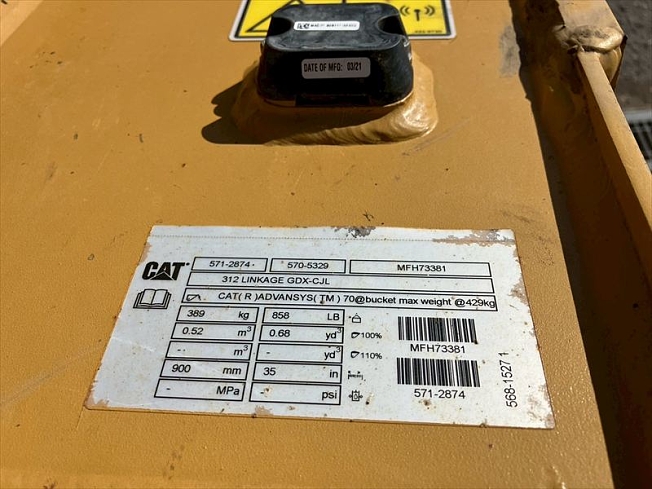 DATE OF MFG: 03/21
CAT
571-2874 570-5329 MFH73381
312 LINKAGE GDX-CJL
CAT(R)ADVANSYS(TM) 70@bucket max weight @429kg
389 kg 858 LB
0.52 m³ 0.68 yd³ 100%
- m³ - yd³ 110%
900 mm 35 in
- MPa - psi
MFH73381
571-2874
568-1527 1